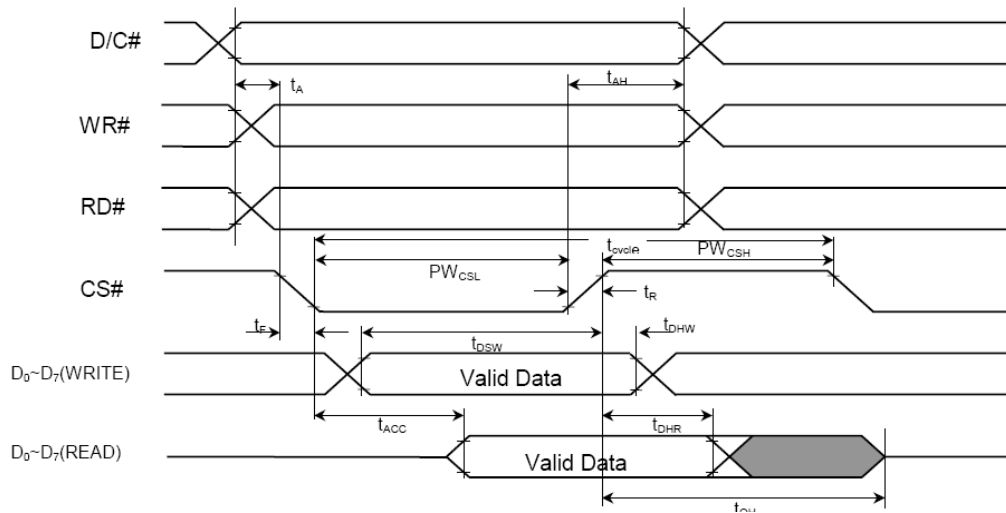 D/C#
tA
tAH
WR#
RD#
tcycle
PWCSL
PWCSH
CS#
tR
tF
tDSW
tDHW
D0~D7(WRITE)
Valid Data
tACC
tDHR
D0~D7(READ)
Valid Data